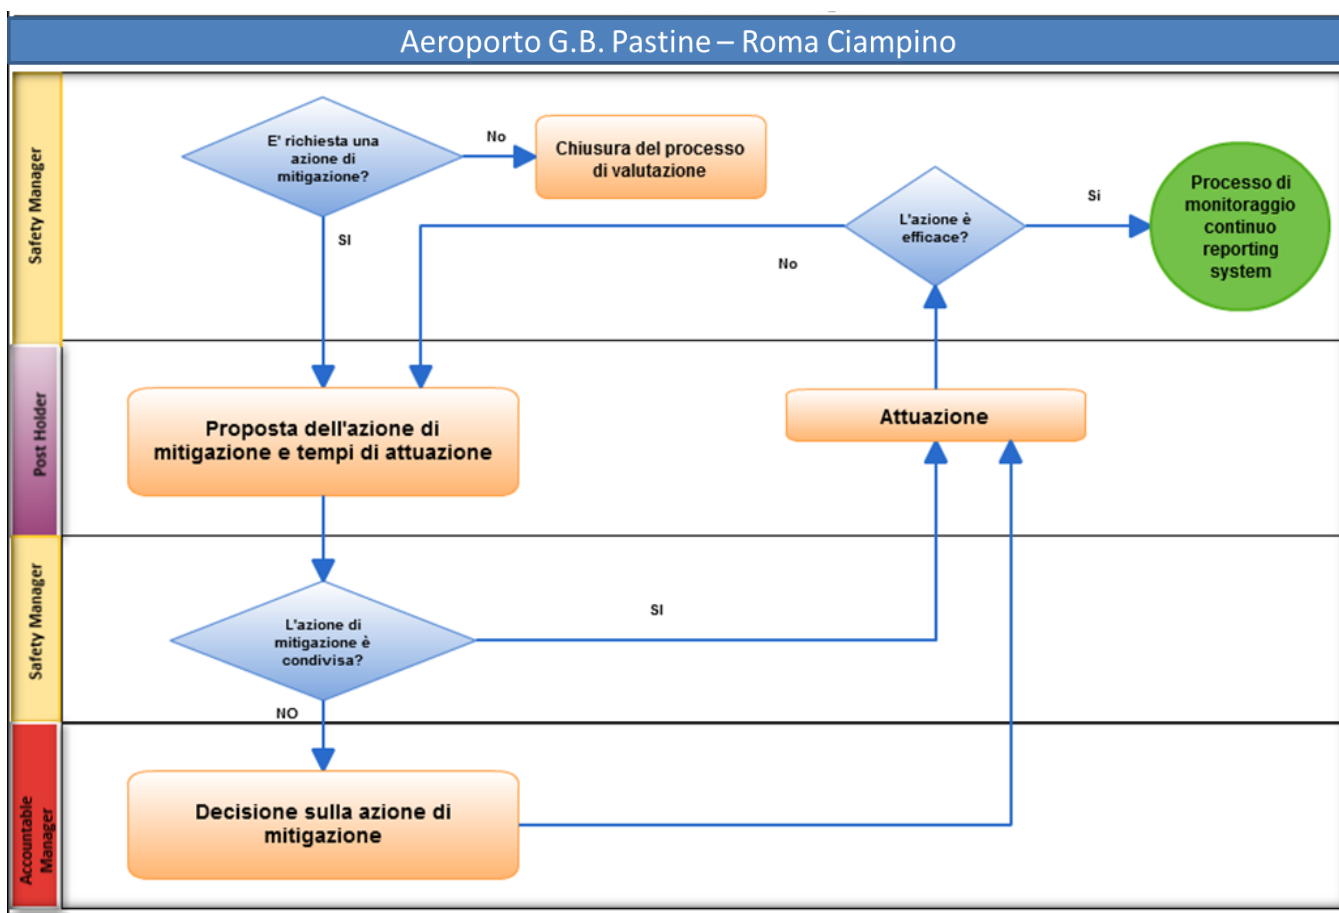 Aeroporto G.B. Pastine – Roma Ciampino
Safety Manager
E' richiesta una
azione di
mitigazione?
No
Chiusura del processo
di valutazione
SI
L'azione è
efficace?
No
Si
Processo di
monitoraggio
continuo
reporting
system
Post Holder
Proposta dell'azione di
mitigazione e tempi di attuazione
Attuazione
Safety Manager
L'azione di
mitigazione è
condivisa?
SI
NO
Accountable
Manager
Decisione sulla azione di
mitigazione